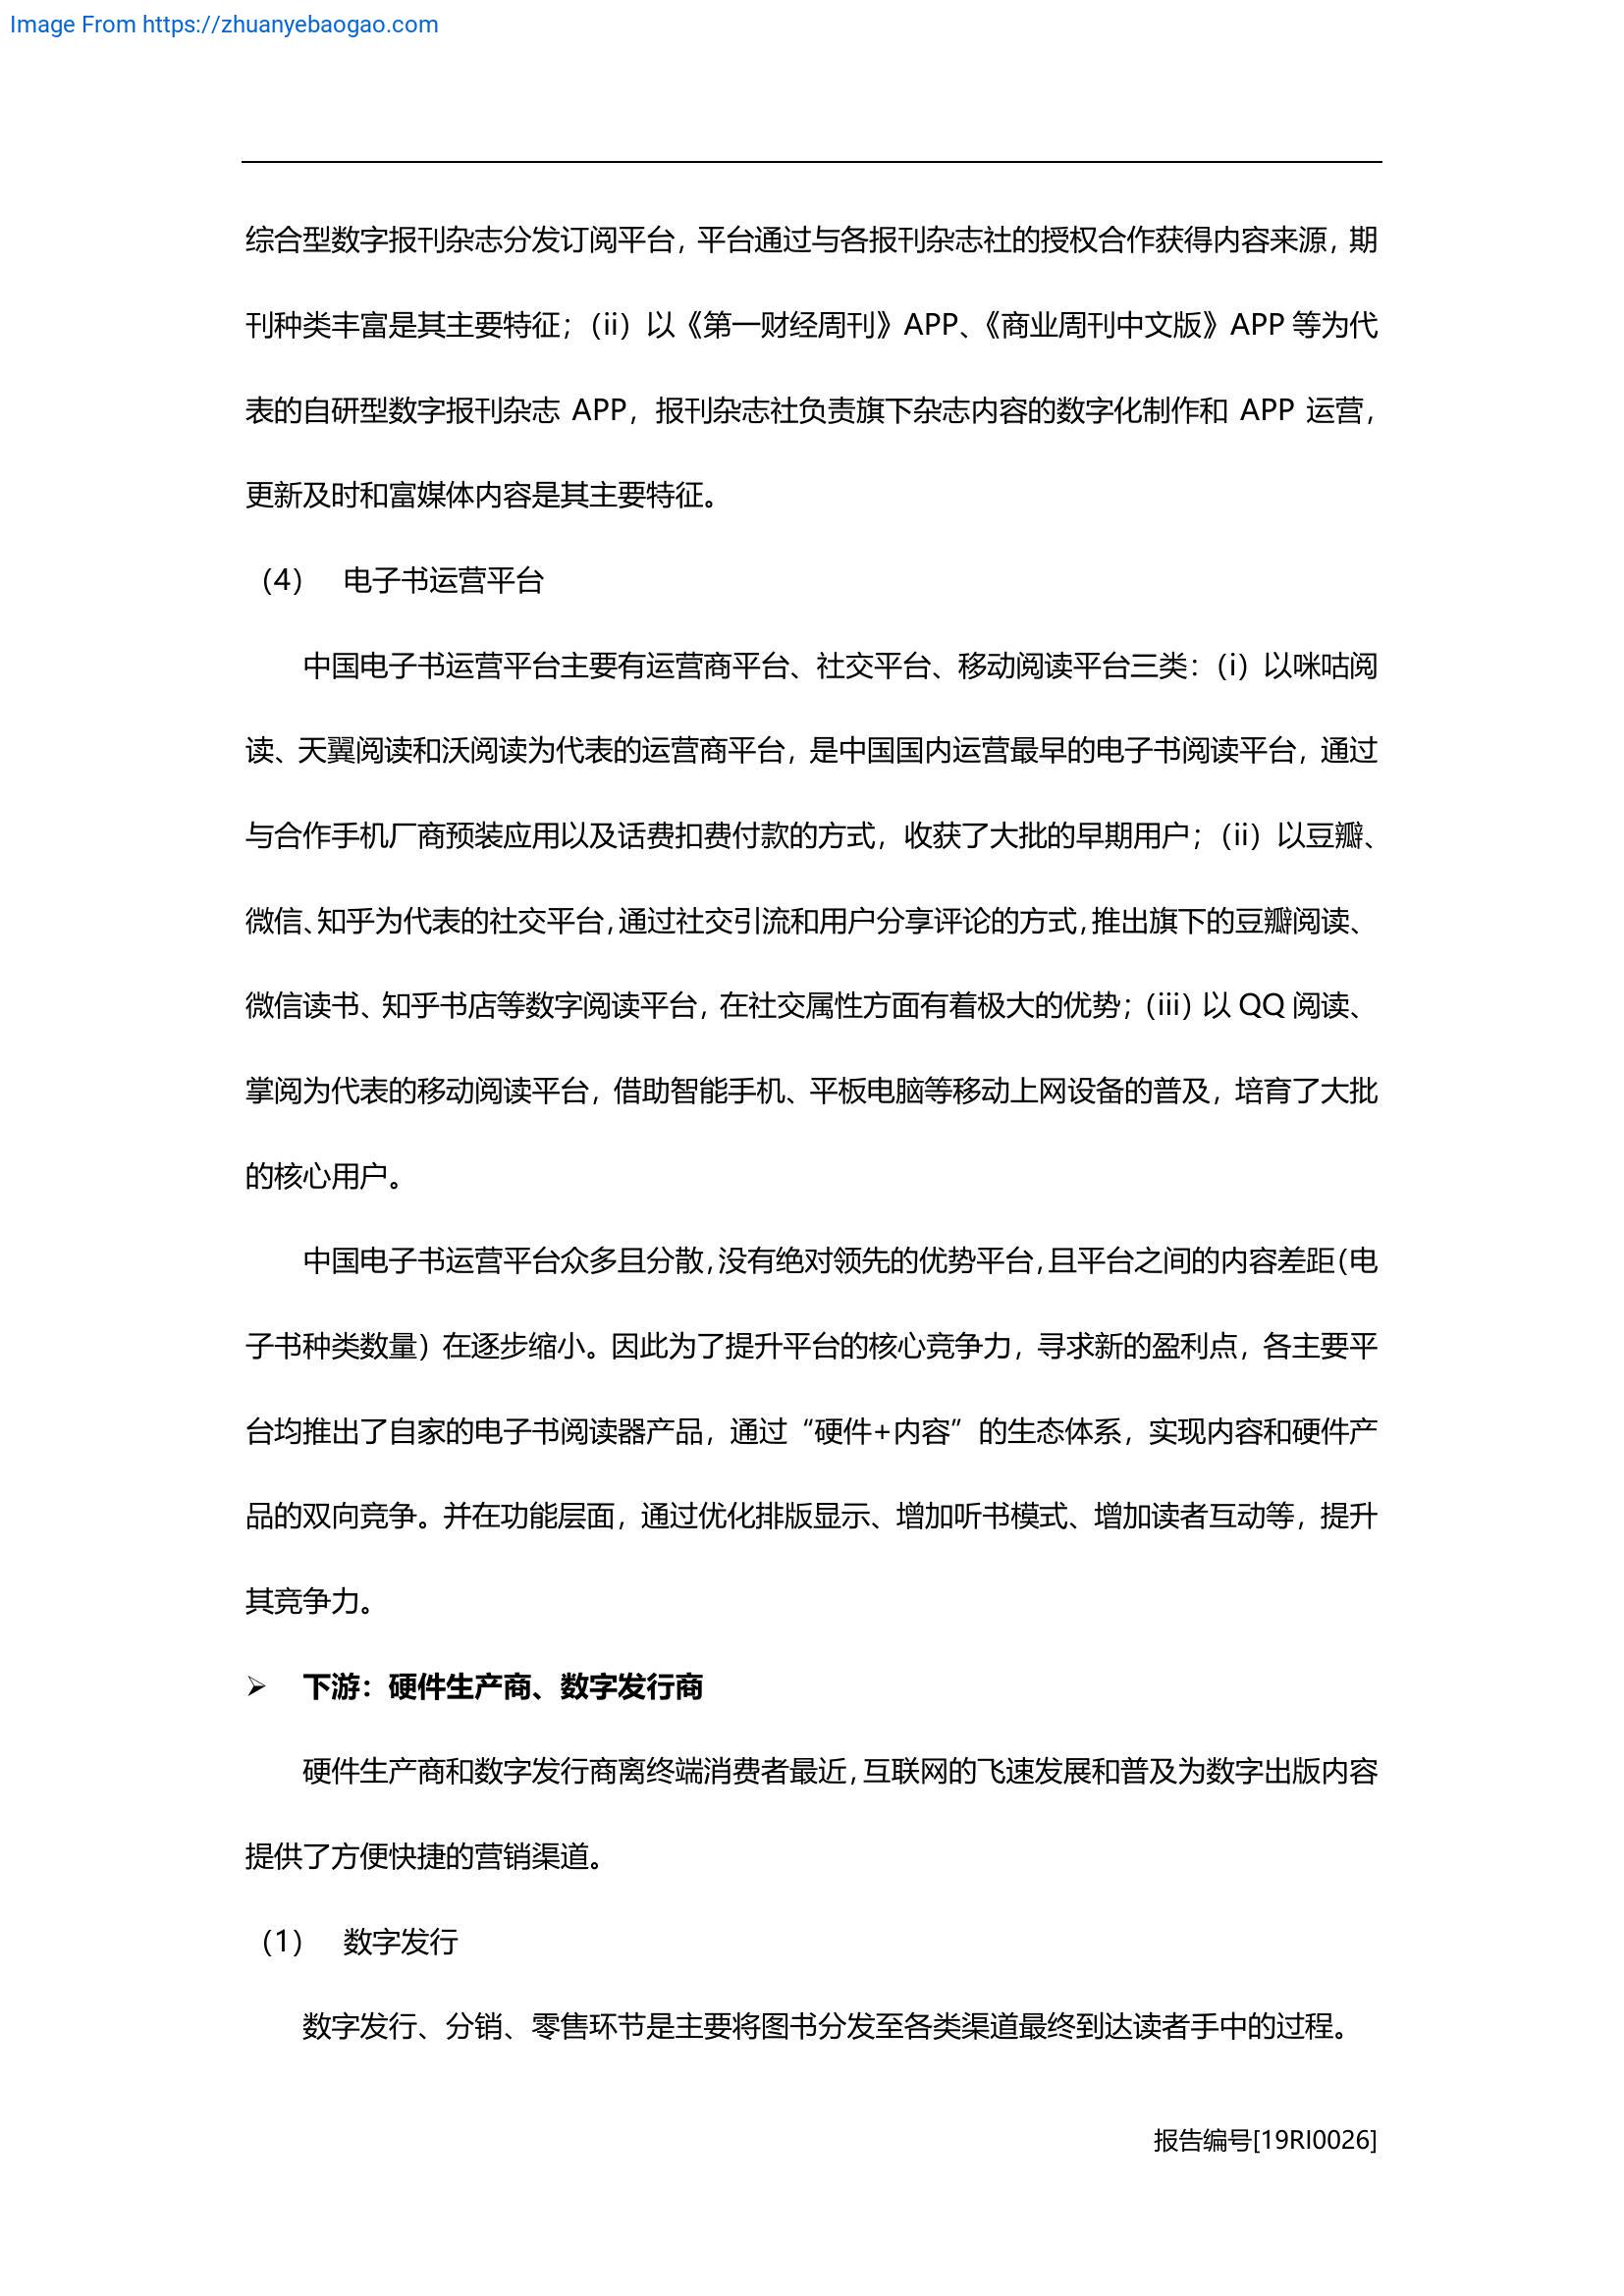 Image From https://zhuanyebaogao.com
综合型数字报刊杂志分发订阅平台，平台通过与各报刊杂志社的授权合作获得内容来源，期
刊种类丰富是其主要特征；（ii）以《第一财经周刊》APP、《商业周刊中文版》APP 等为代
表的自研型数字报刊杂志 APP，报刊杂志社负责旗下杂志内容的数字化制作和 APP 运营，
更新及时和富媒体内容是其主要特征。
（4） 电子书运营平台
中国电子书运营平台主要有运营商平台、社交平台、移动阅读平台三类：（i）以咪咕阅
读、天翼阅读和沃阅读为代表的运营商平台，是中国国内运营最早的电子书阅读平台，通过
与合作手机厂商预装应用以及话费扣费付款的方式，收获了大批的早期用户；（ii）以豆瓣、
微信、知乎为代表的社交平台，通过社交引流和用户分享评论的方式，推出旗下的豆瓣阅读、
微信读书、知乎书店等数字阅读平台，在社交属性方面有着极大的优势；（iii）以 QQ 阅读、
掌阅为代表的移动阅读平台，借助智能手机、平板电脑等移动上网设备的普及，培育了大批
的核心用户。
中国电子书运营平台众多且分散，没有绝对领先的优势平台，且平台之间的内容差距（电
子书种类数量）在逐步缩小。因此为了提升平台的核心竞争力，寻求新的盈利点，各主要平
台均推出了自家的电子书阅读器产品，通过“硬件+内容”的生态体系，实现内容和硬件产
品的双向竞争。并在功能层面，通过优化排版显示、增加听书模式、增加读者互动等，提升
其竞争力。
➢ 下游：硬件生产商、数字发行商
硬件生产商和数字发行商离终端消费者最近，互联网的飞速发展和普及为数字出版内容
提供了方便快捷的营销渠道。
（1） 数字发行
数字发行、分销、零售环节是主要将图书分发至各类渠道最终到达读者手中的过程。
报告编号[19RI0026]